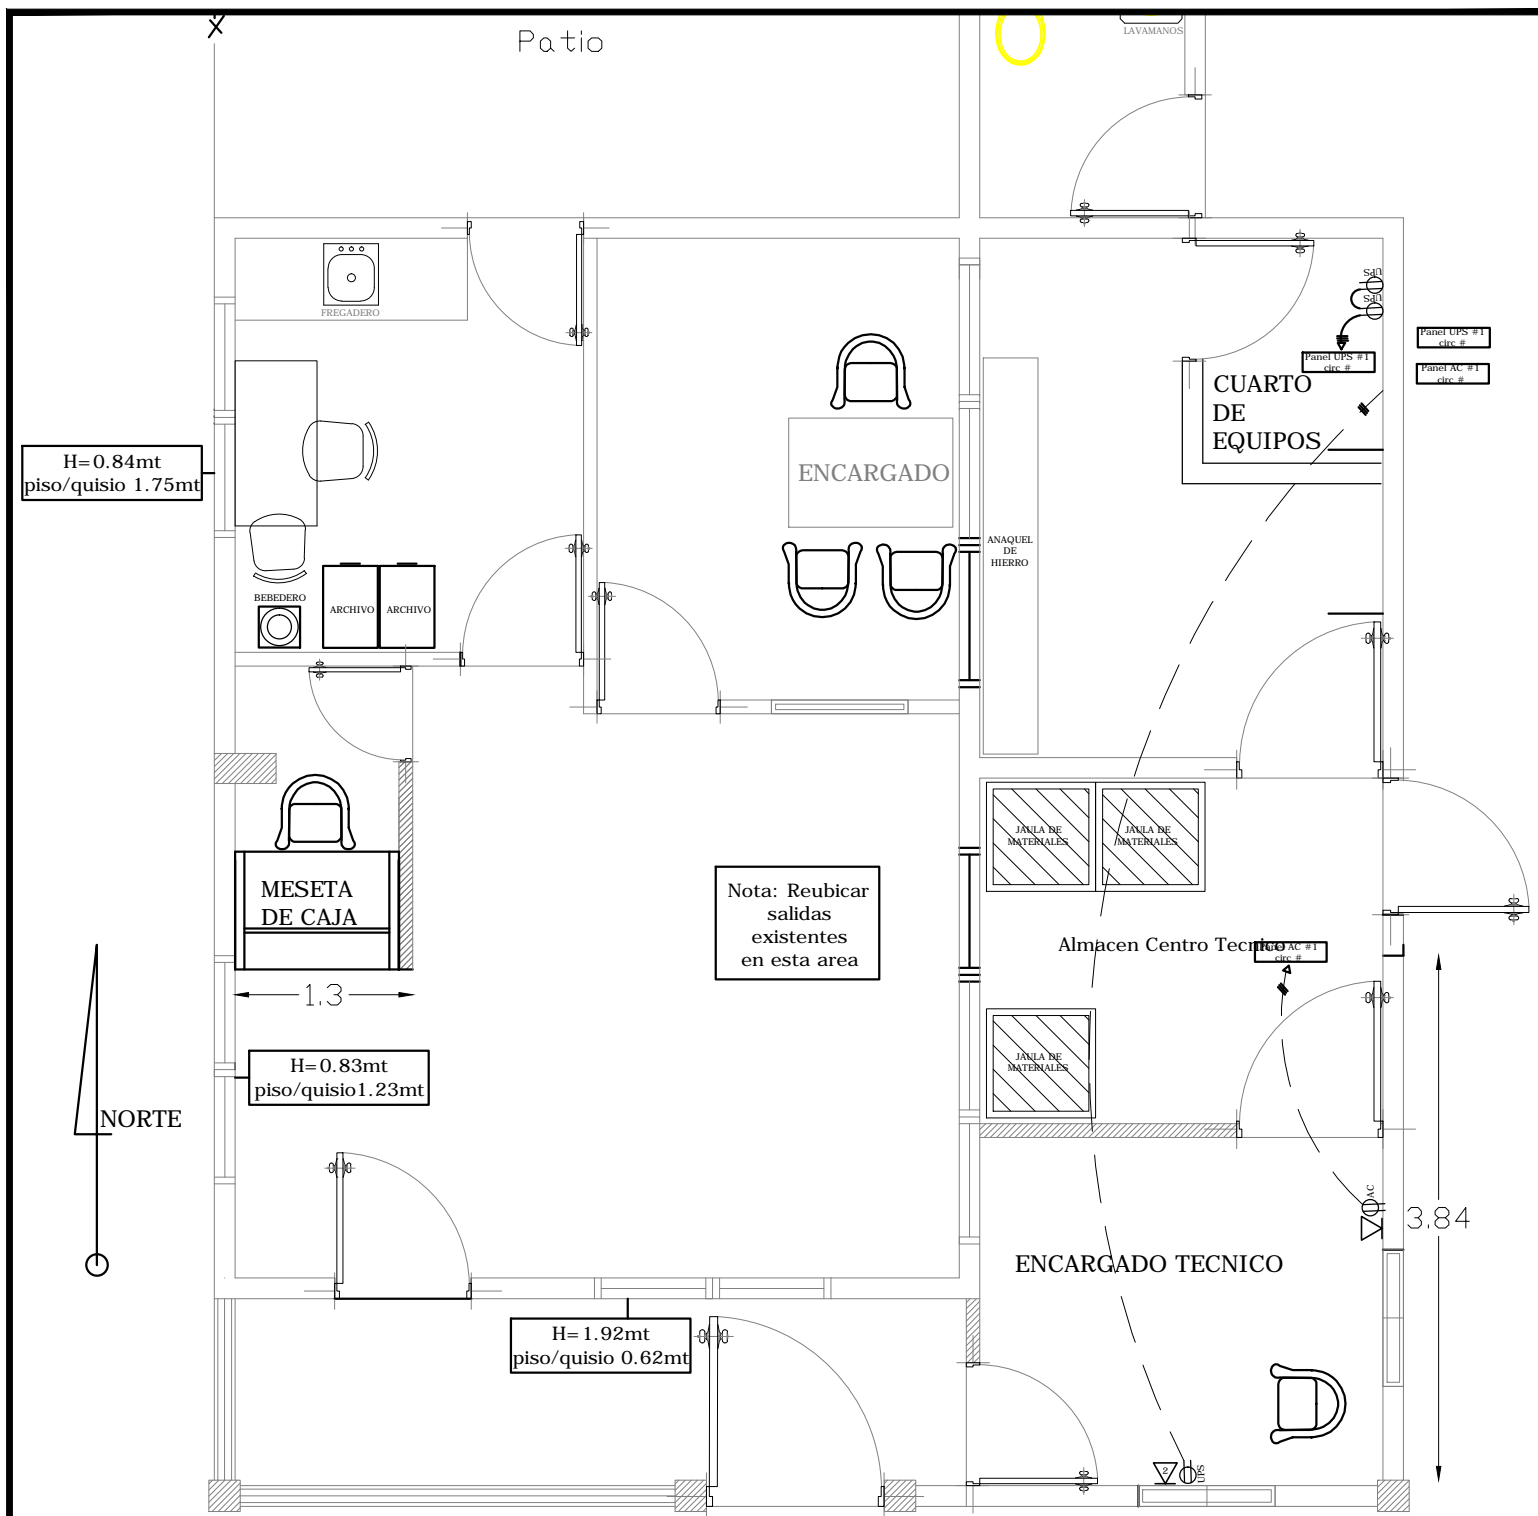 Patio
LAVAMANOS
FREGADERO
UPS
UPS
Panel UPS #1
circ #
Panel UPS #1
circ #
Panel AC #1
circ #
CUARTO
DE
EQUIPOS
H=0.84mt
piso/quisio 1.75mt
ENCARGADO
ANAQUEL
DE
HIERRO
BEBEDERO
ARCHIVO
ARCHIVO
JAULA DE
MATERIALES
JAULA DE
MATERIALES
MESETA
DE CAJA
Nota: Reubicar
salidas
existentes
en esta area
Almacen Centro Tecnico
Panel AC #1
circ #
1.3
JAULA DE
MATERIALES
H=0.83mt
piso/quisio1.23mt
NORTE
AC
3.84
ENCARGADO TECNICO
H=1.92mt
piso/quisio 0.62mt
2
UPS